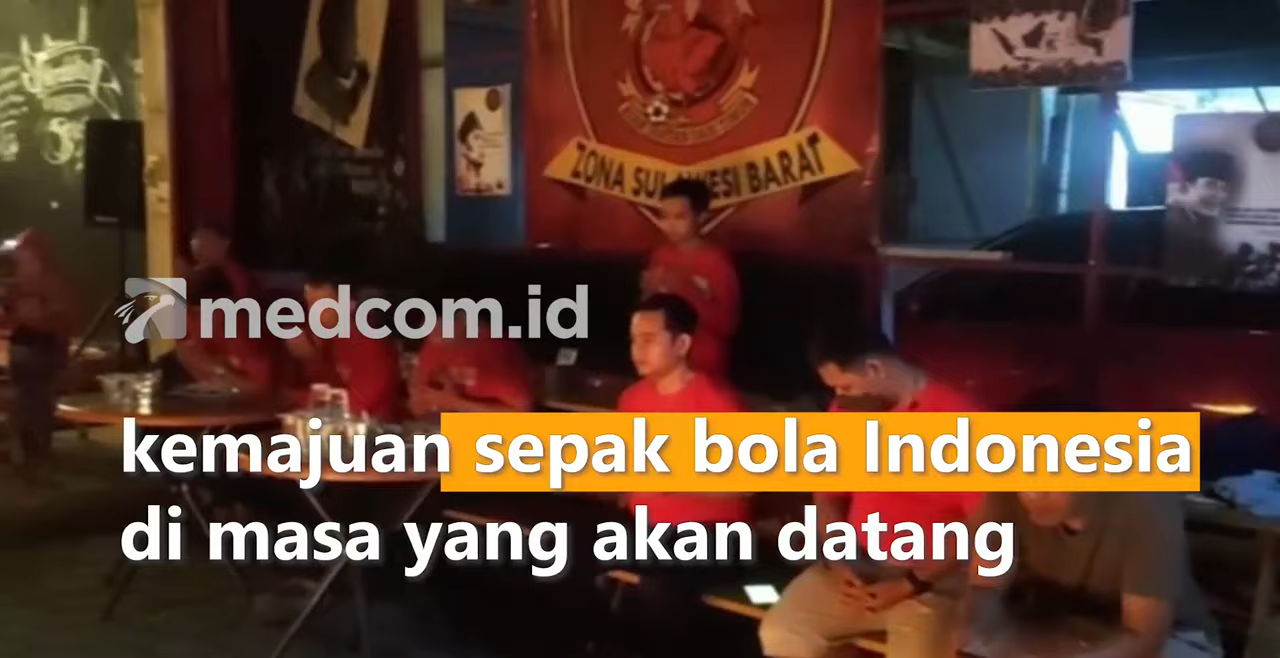 ZONA SULAWESI BARAT
medcom.id
kemajuan sepak bola Indonesia
di masa yang akan datang